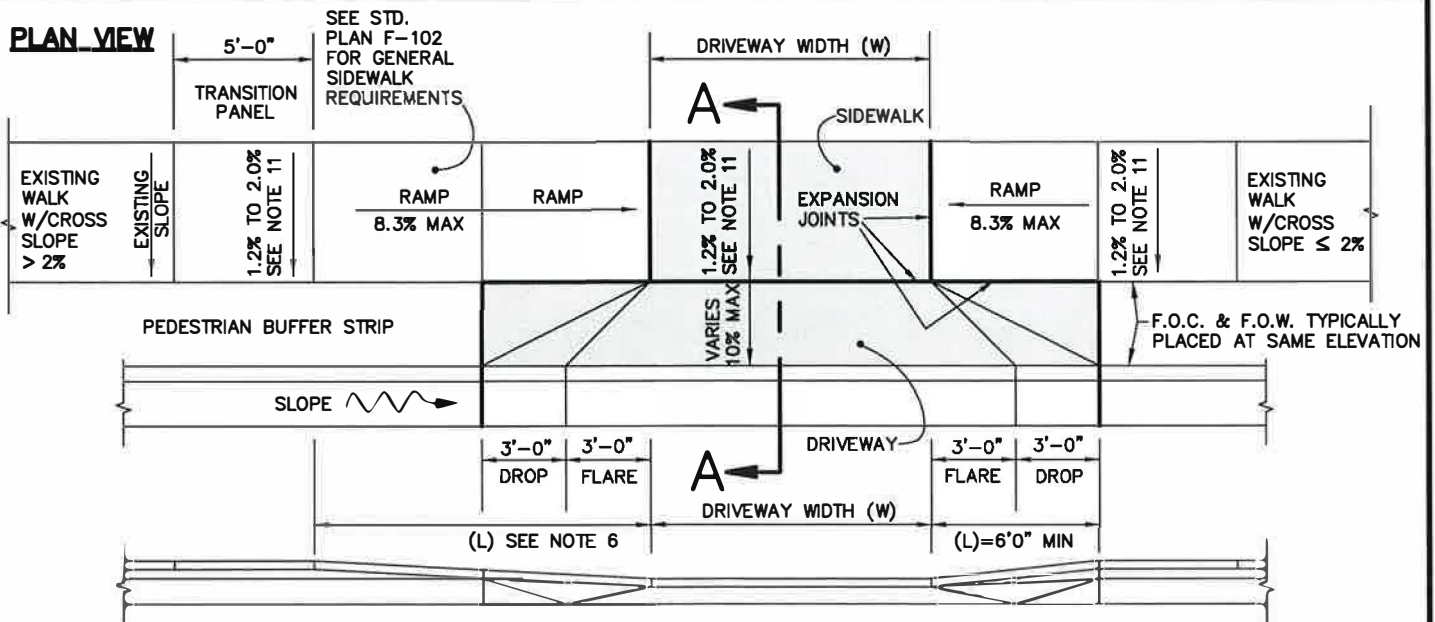 PLAN VIEW
5'-0"
TRANSITION
PANEL
SEE STD.
PLAN F-102
FOR GENERAL
SIDEWALK
REQUIREMENTS
DRIVEWAY WIDTH (W)
A
SIDEWALK
EXISTING
WALK
W/CROSS
SLOPE
> 2%
EXISTING
SLOPE
1.2% TO 2.0%
SEE NOTE 11
RAMP
8.3% MAX
RAMP
1.2% TO 2.0%
SEE NOTE 11
EXPANSION
JOINTS
RAMP
8.3% MAX
1.2% TO 2.0%
SEE NOTE 11
EXISTING
WALK
W/CROSS
SLOPE ≤ 2%
PEDESTRIAN BUFFER STRIP
VARIES
10% MAX
F.O.C. & F.O.W. TYPICALLY
PLACED AT SAME ELEVATION
SLOPE
DRIVEWAY
3'-0"
DROP
3'-0"
FLARE
A
3'-0"
FLARE
3'-0"
DROP
DRIVEWAY WIDTH (W)
(L) SEE NOTE 6
(L)=6'0" MIN